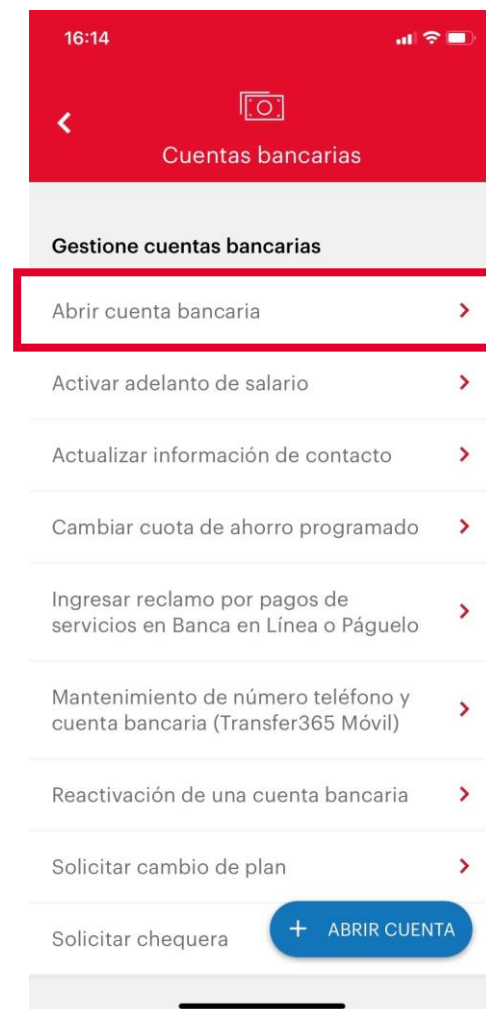 16:14
Cuentas bancarias
Gestione cuentas bancarias
Abrir cuenta bancaria
Activar adelanto de salario
Actualizar información de contacto
Cambiar cuota de ahorro programado
Ingresar reclamo por pagos de
servicios en Banca en Línea o Páguelo
Mantenimiento de número teléfono y
cuenta bancaria (Transfer365 Móvil)
Reactivación de una cuenta bancaria
Solicitar cambio de plan
Solicitar chequera
+ ABRIR CUENTA